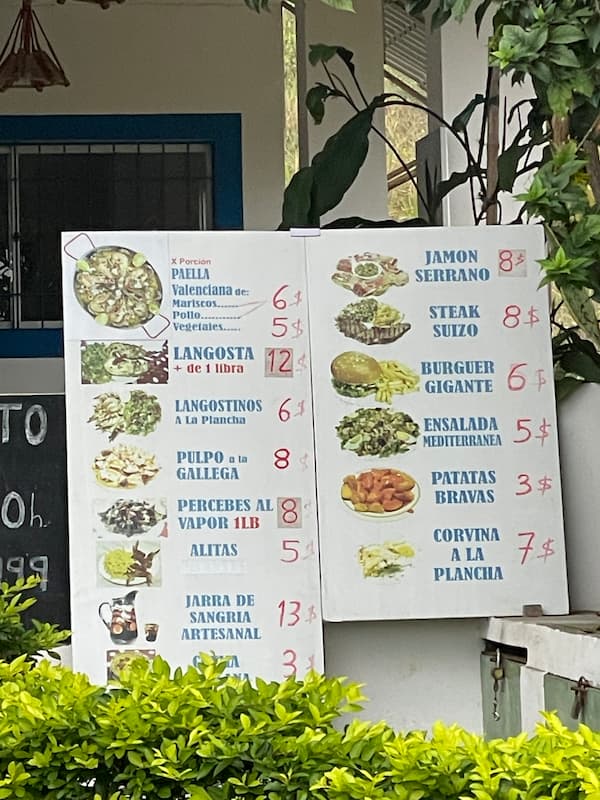 X Porción
PAELLA
Valenciana de:
Mariscos...... 6$
Pollo............
Vegetales..... 5$
LANGOSTA
+ de 1 libra 12$
LANGOSTINOS
A La Plancha 6$
PULPO a la
GALLEGA 8$
PERCEBES AL
VAPOR 1LB 8$
ALITAS 5$
JARRA DE
SANGRIA
ARTESANAL 13$
3$
JAMON
SERRANO 8$
STEAK
SUIZO 8$
BURGUER
GIGANTE 6$
ENSALADA
MEDITERRANEA 5$
PATATAS
BRAVAS 3$
CORVINA
A LA
PLANCHA 7$
TO
0h
99